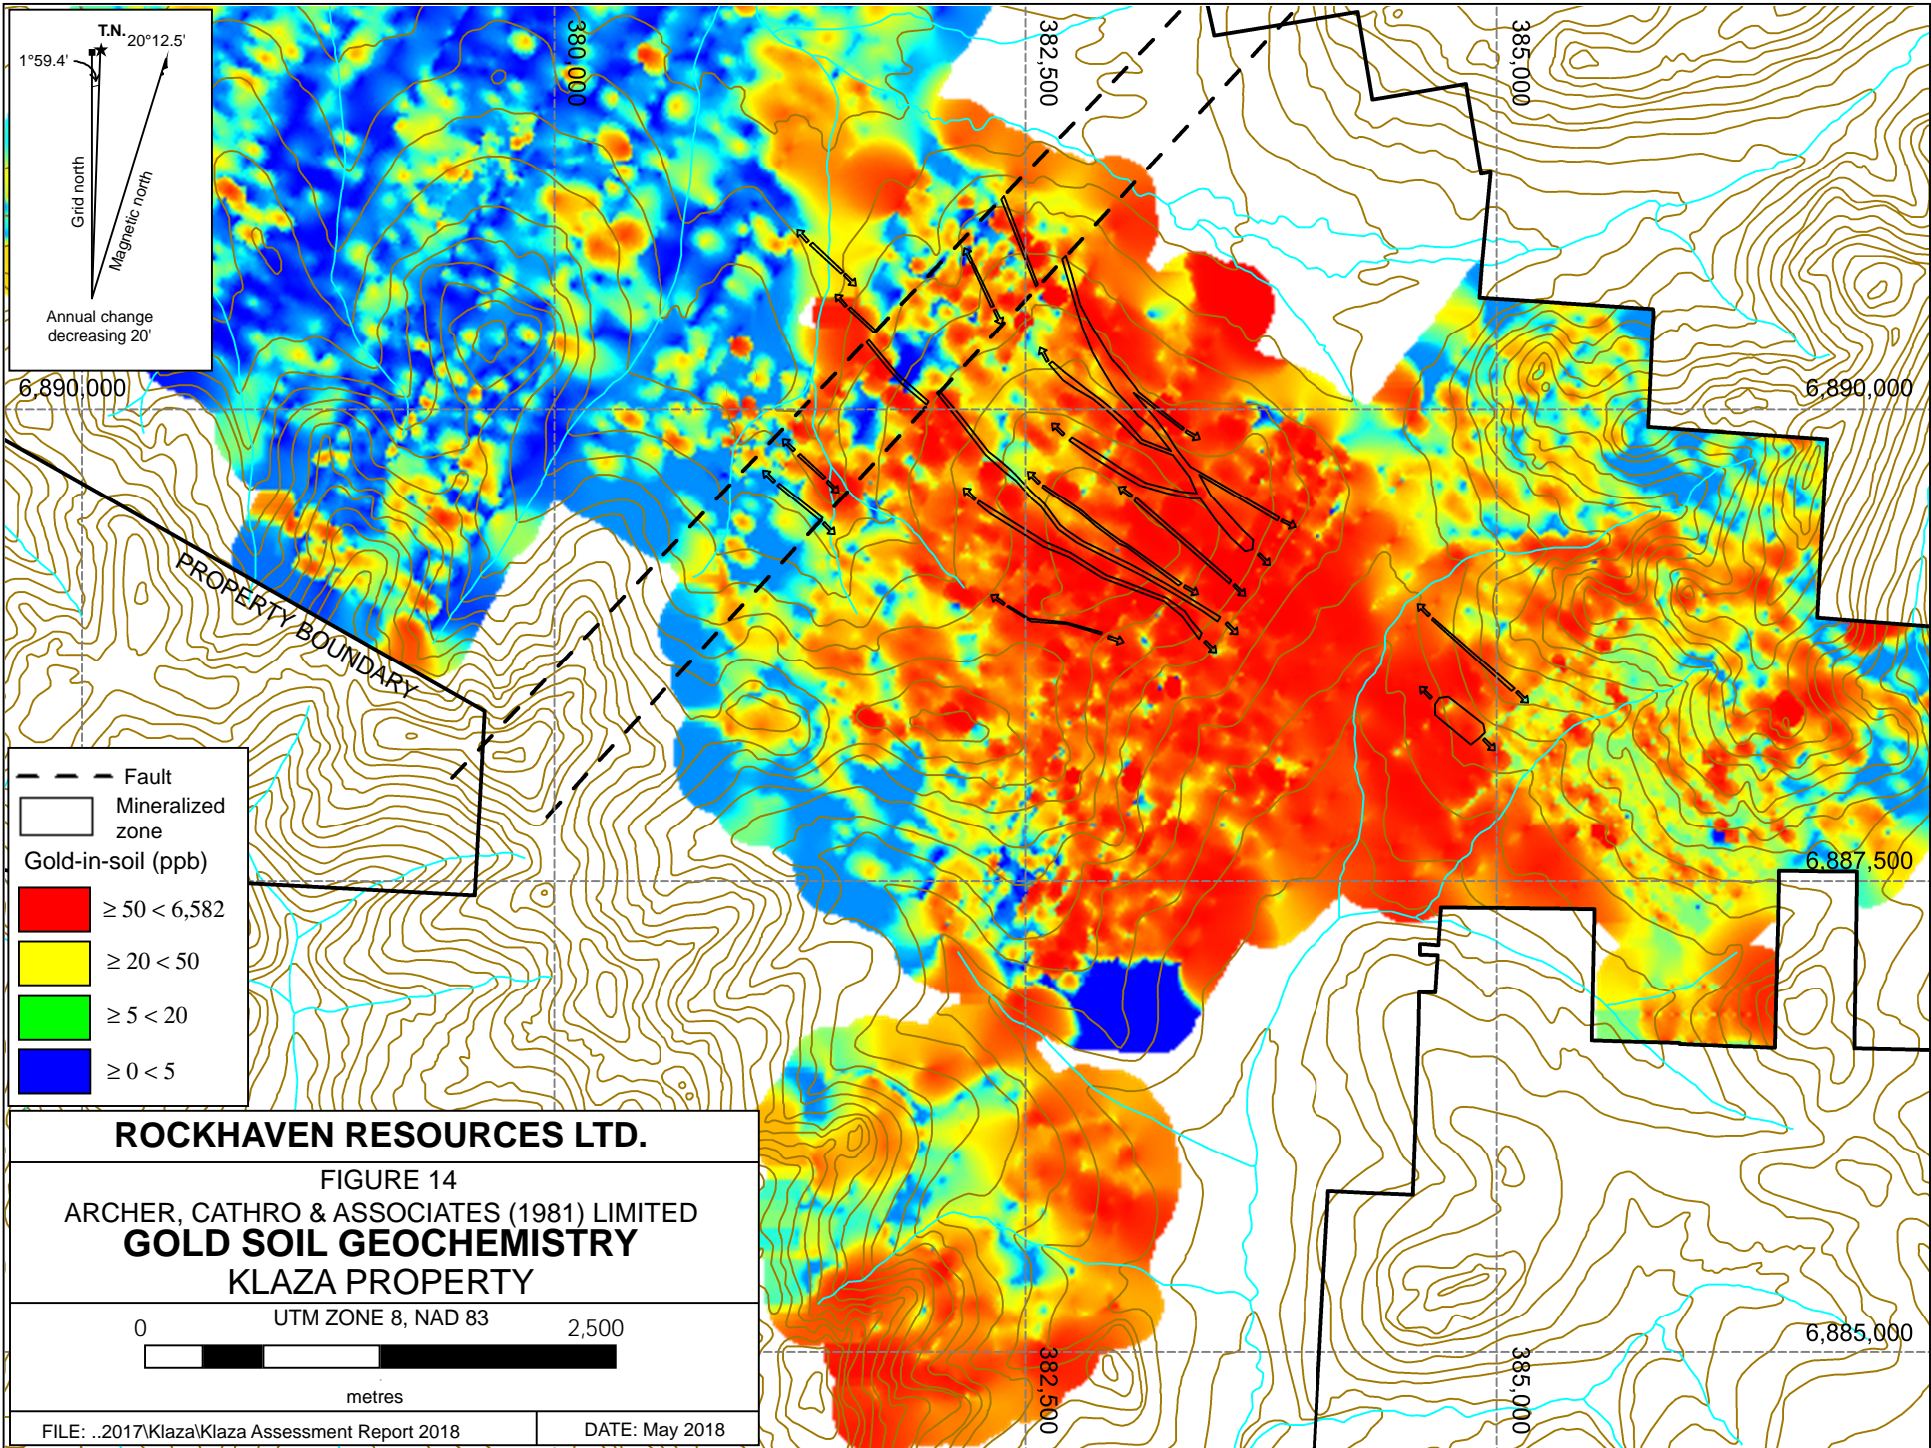 T.N.
20°12.5'
1°59.4'
Grid north
Magnetic north
Annual change
decreasing 20'
380,000
382,500
385,000
6,890,000
6,890,000
PROPERTY BOUNDARY
Fault
Mineralized
zone
Gold-in-soil (ppb)
≥ 50 < 6,582
≥ 20 < 50
≥ 5 < 20
≥ 0 < 5
6,887,500
ROCKHAVEN RESOURCES LTD.
FIGURE 14
ARCHER, CATHRO & ASSOCIATES (1981) LIMITED
GOLD SOIL GEOCHEMISTRY
KLAZA PROPERTY
UTM ZONE 8, NAD 83
0
2,500
metres
FILE: ..2017\Klaza\Klaza Assessment Report 2018
DATE: May 2018
6,885,000
382,500
385,000